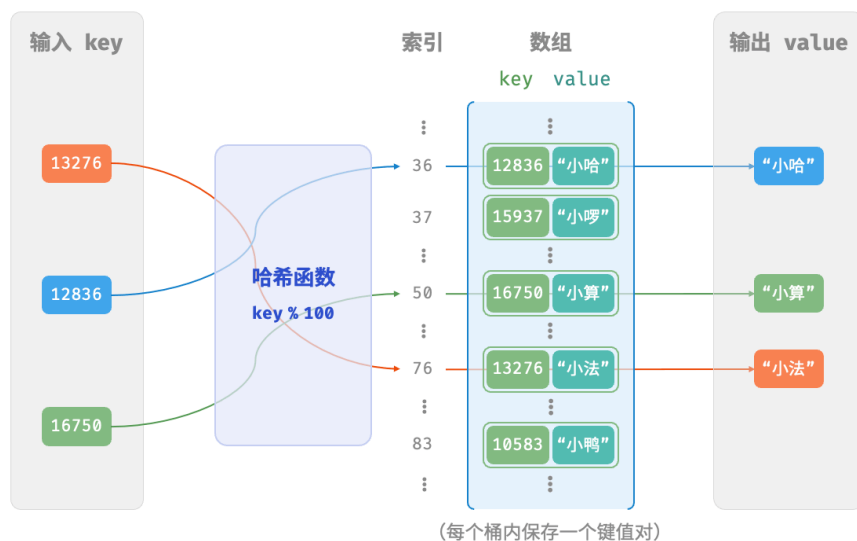 输入 key
索引
数组
输出 value
key value
13276
36
12836 “小哈”
“小哈”
37
15937 “小啰”
12836
哈希函数
key % 100
50
16750 “小算”
“小算”
76
13276 “小法”
“小法”
16750
83
10583 “小鸭”
（每个桶内保存一个键值对）